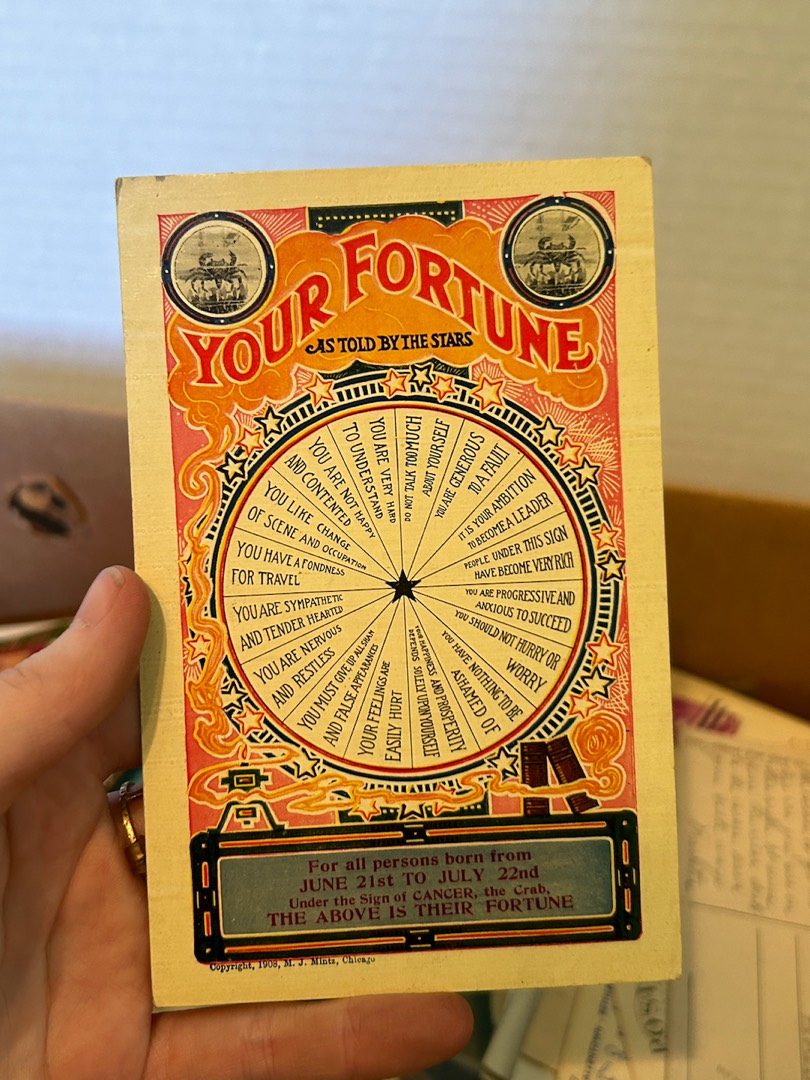 YOUR FORTUNE
AS TOLD BY THE STARS
DO NOT TALK TOO MUCH
ABOUT YOURSELF
YOU ARE GENEROUS
TO A FAULT
IT IS YOUR AMBITION
TO BECOME A LEADER
PEOPLE UNDER THIS SIGN
HAVE BECOME VERY RICH
YOU ARE PROGRESSIVE AND
ANXIOUS TO SUCCEED
YOU SHOULD NOT HURRY OR
WORRY
YOU HAVE NOTHING TO BE
ASHAMED OF
YOUR HAPPINESS AND PROSPERITY
DEPENDS SOLELY UPON YOURSELF
YOUR FEELINGS ARE
EASILY HURT
YOU MUST GIVE UP ALL SHAM
AND FALSE APPEARANCES
YOU ARE NERVOUS
AND RESTLESS
YOU ARE SYMPATHETIC
AND TENDER HEARTED
YOU HAVE A FONDNESS
FOR TRAVEL
YOU LIKE CHANGE
OF SCENE AND OCCUPATION
YOU ARE NOT HAPPY
AND CONTENTED
YOU ARE VERY HARD
TO UNDERSTAND
For all persons born from
JUNE 21st TO JULY 22nd
Under the Sign of CANCER, the Crab,
THE ABOVE IS THEIR FORTUNE
Copyright, 1908, M. J. Mintz, Chicago